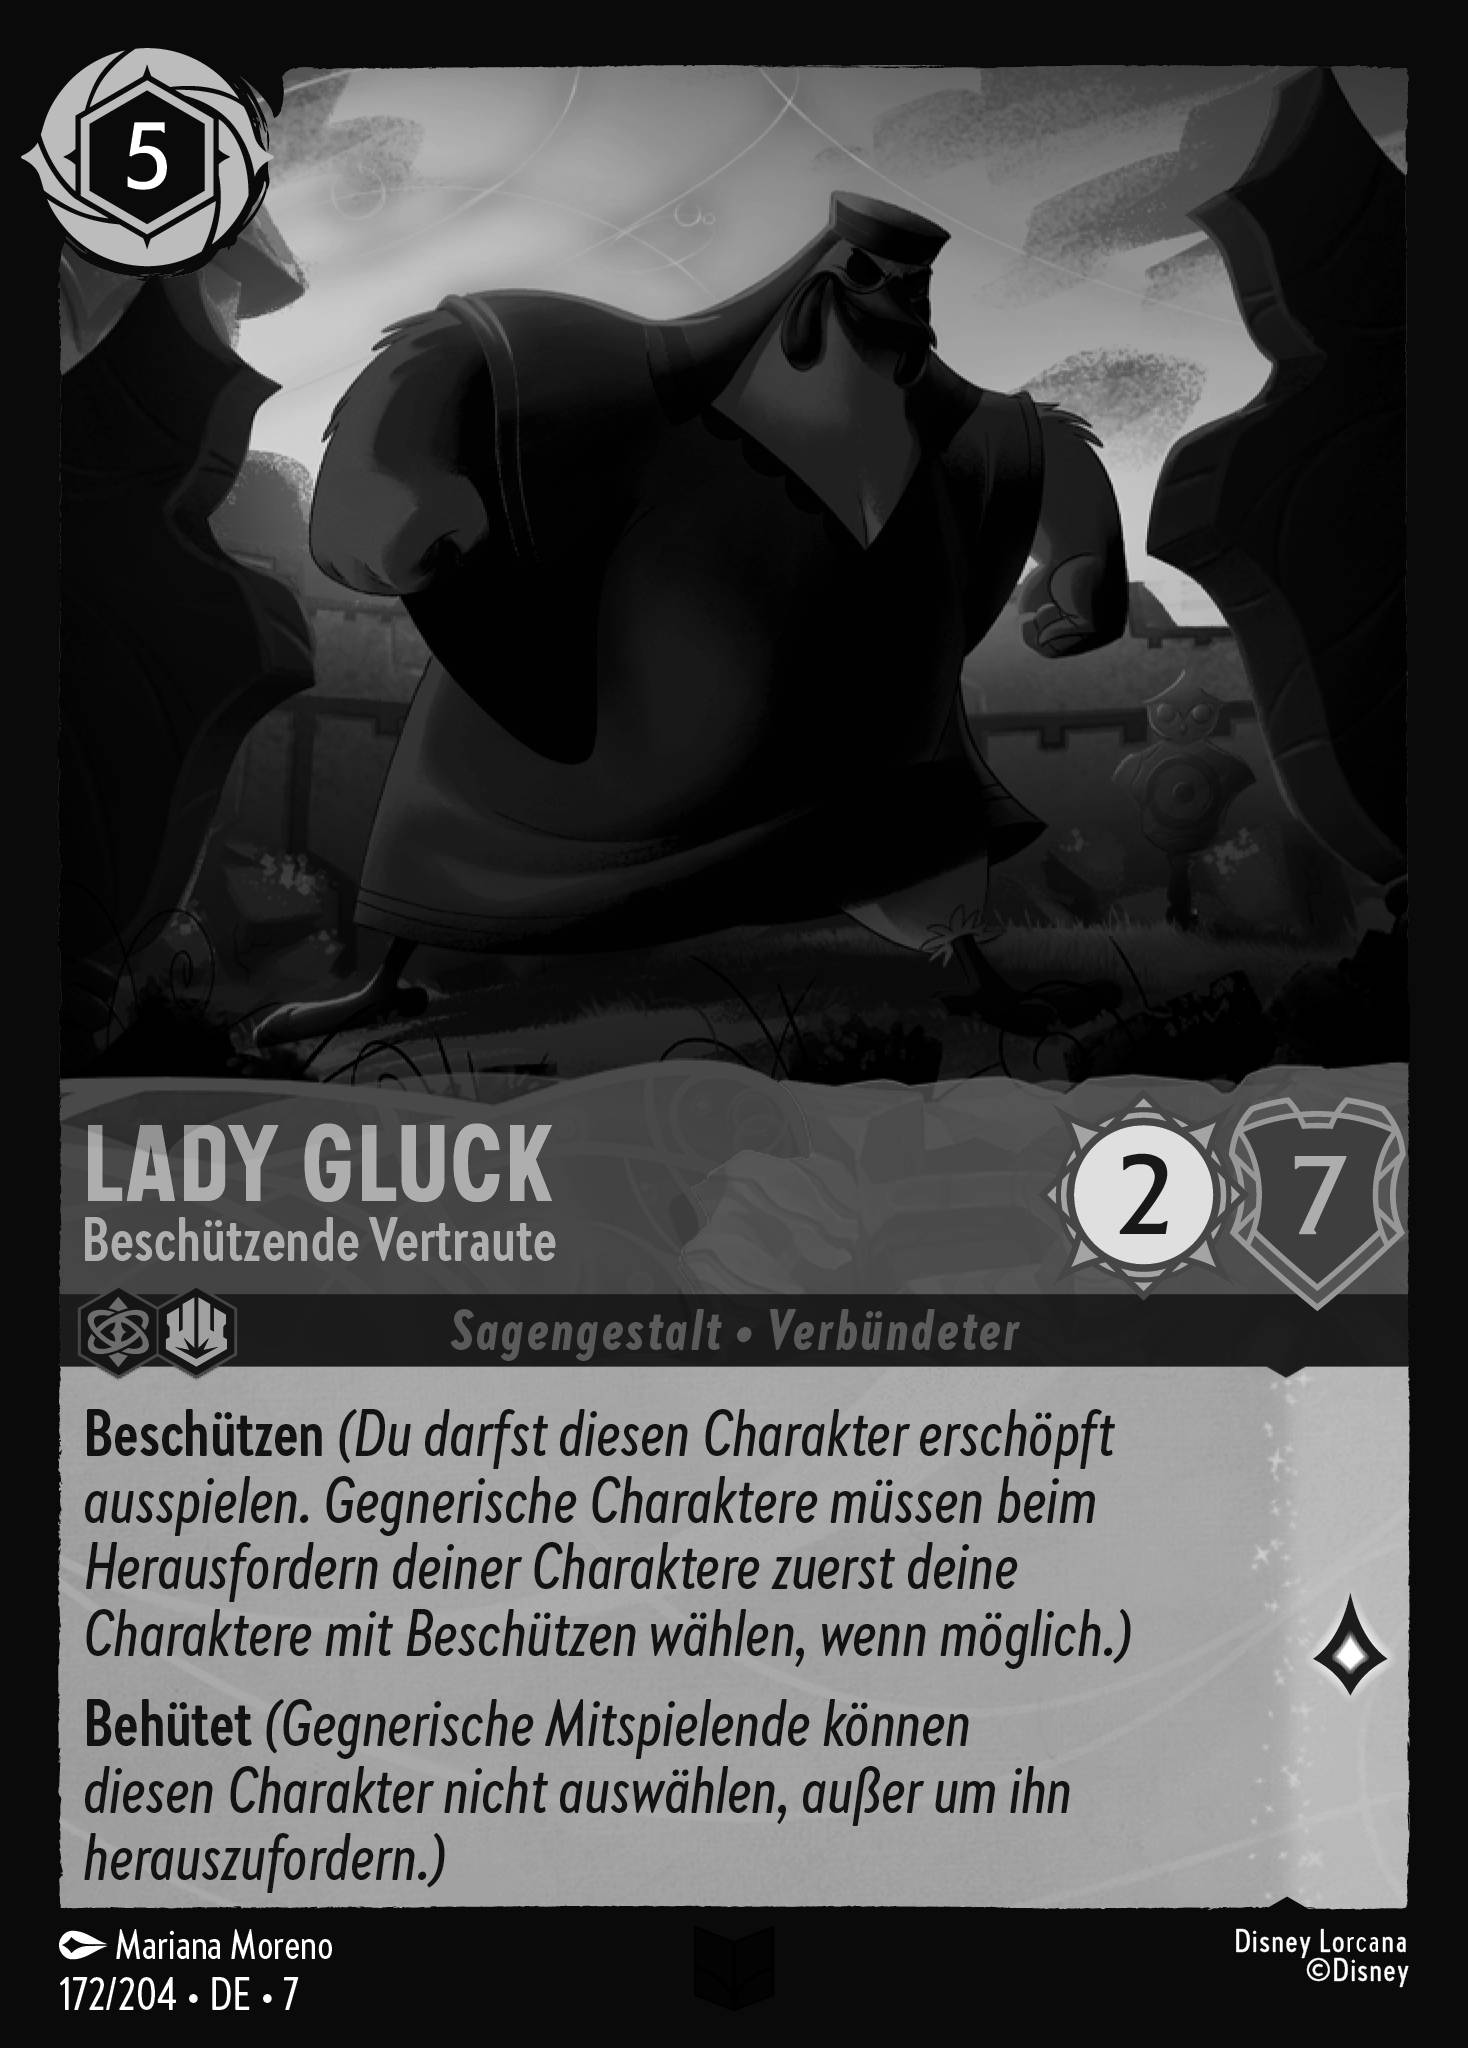 5
LADY GLUCK
Beschützende Vertraute
2
7
Sagengestalt • Verbündeter
Beschützen (Du darfst diesen Charakter erschöpft
ausspielen. Gegnerische Charaktere müssen beim
Herausfordern deiner Charaktere zuerst deine
Charaktere mit Beschützen wählen, wenn möglich.)
Behütet (Gegnerische Mitspielende können
diesen Charakter nicht auswählen, außer um ihn
herauszufordern.)
Mariana Moreno
172/204 • DE • 7
Disney Lorcana
©Disney